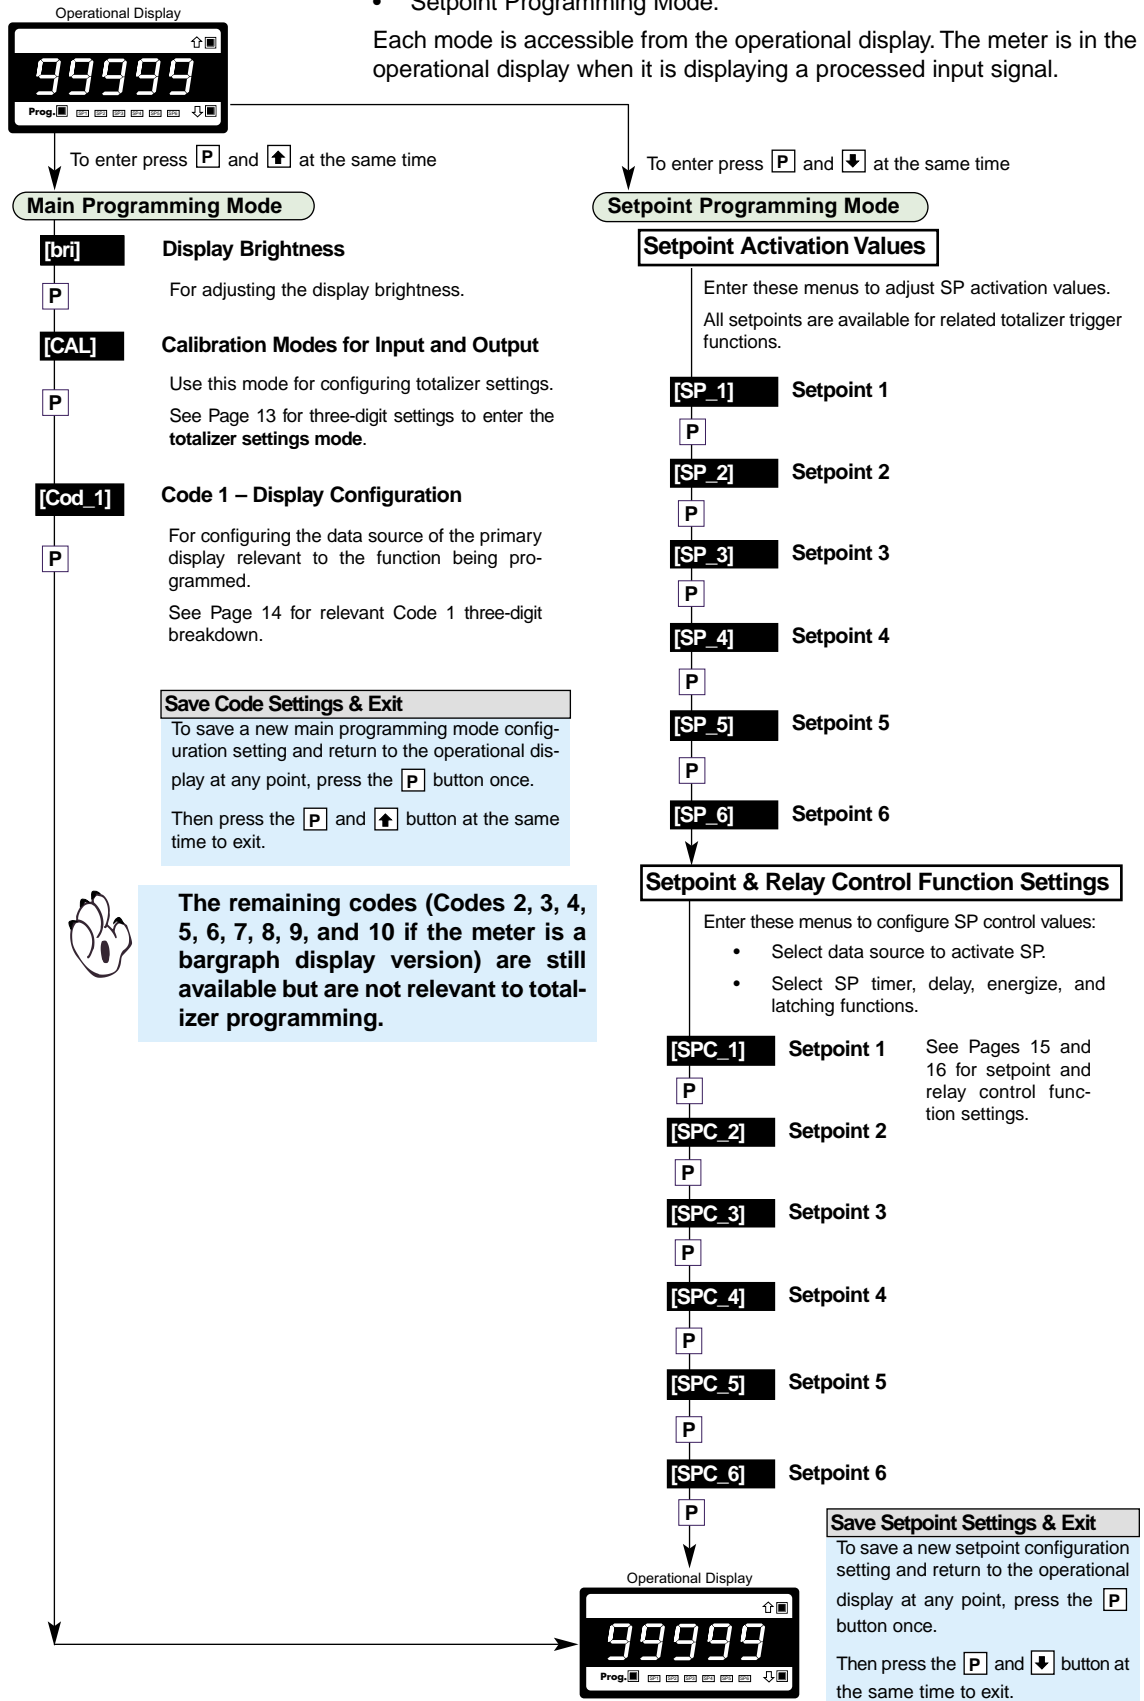 • Setpoint Programming Mode.
Each mode is accessible from the operational display. The meter is in the
operational display when it is displaying a processed input signal.
Operational Display
99999
Prog. SP1 SP2 SP3 SP4 SP5 SP6
To enter press P and at the same time
Main Programming Mode
[bri] Display Brightness
P For adjusting the display brightness.
[CAL] Calibration Modes for Input and Output
Use this mode for configuring totalizer settings.
P
See Page 13 for three-digit settings to enter the
totalizer settings mode.
[Cod_1] Code 1 – Display Configuration
For configuring the data source of the primary
P display relevant to the function being pro-
grammed.
See Page 14 for relevant Code 1 three-digit
breakdown.
Save Code Settings & Exit
To save a new main programming mode config-
uration setting and return to the operational dis-
play at any point, press the P button once.
Then press the P and button at the same
time to exit.
The remaining codes (Codes 2, 3, 4,
5, 6, 7, 8, 9, and 10 if the meter is a
bargraph display version) are still
available but are not relevant to total-
izer programming.
To enter press P and at the same time
Setpoint Programming Mode
Setpoint Activation Values
Enter these menus to adjust SP activation values.
All setpoints are available for related totalizer trigger
functions.
[SP_1] Setpoint 1
P
[SP_2] Setpoint 2
P
[SP_3] Setpoint 3
P
[SP_4] Setpoint 4
P
[SP_5] Setpoint 5
P
[SP_6] Setpoint 6
Setpoint & Relay Control Function Settings
Enter these menus to configure SP control values:
• Select data source to activate SP.
• Select SP timer, delay, energize, and
latching functions.
[SPC_1] Setpoint 1
See Pages 15 and
16 for setpoint and
relay control func-
tion settings.
P
[SPC_2] Setpoint 2
P
[SPC_3] Setpoint 3
P
[SPC_4] Setpoint 4
P
[SPC_5] Setpoint 5
P
[SPC_6] Setpoint 6
P
Operational Display
99999
Prog. SP1 SP2 SP3 SP4 SP5 SP6
Save Setpoint Settings & Exit
To save a new setpoint configuration
setting and return to the operational
display at any point, press the P
button once.
Then press the P and button at
the same time to exit.